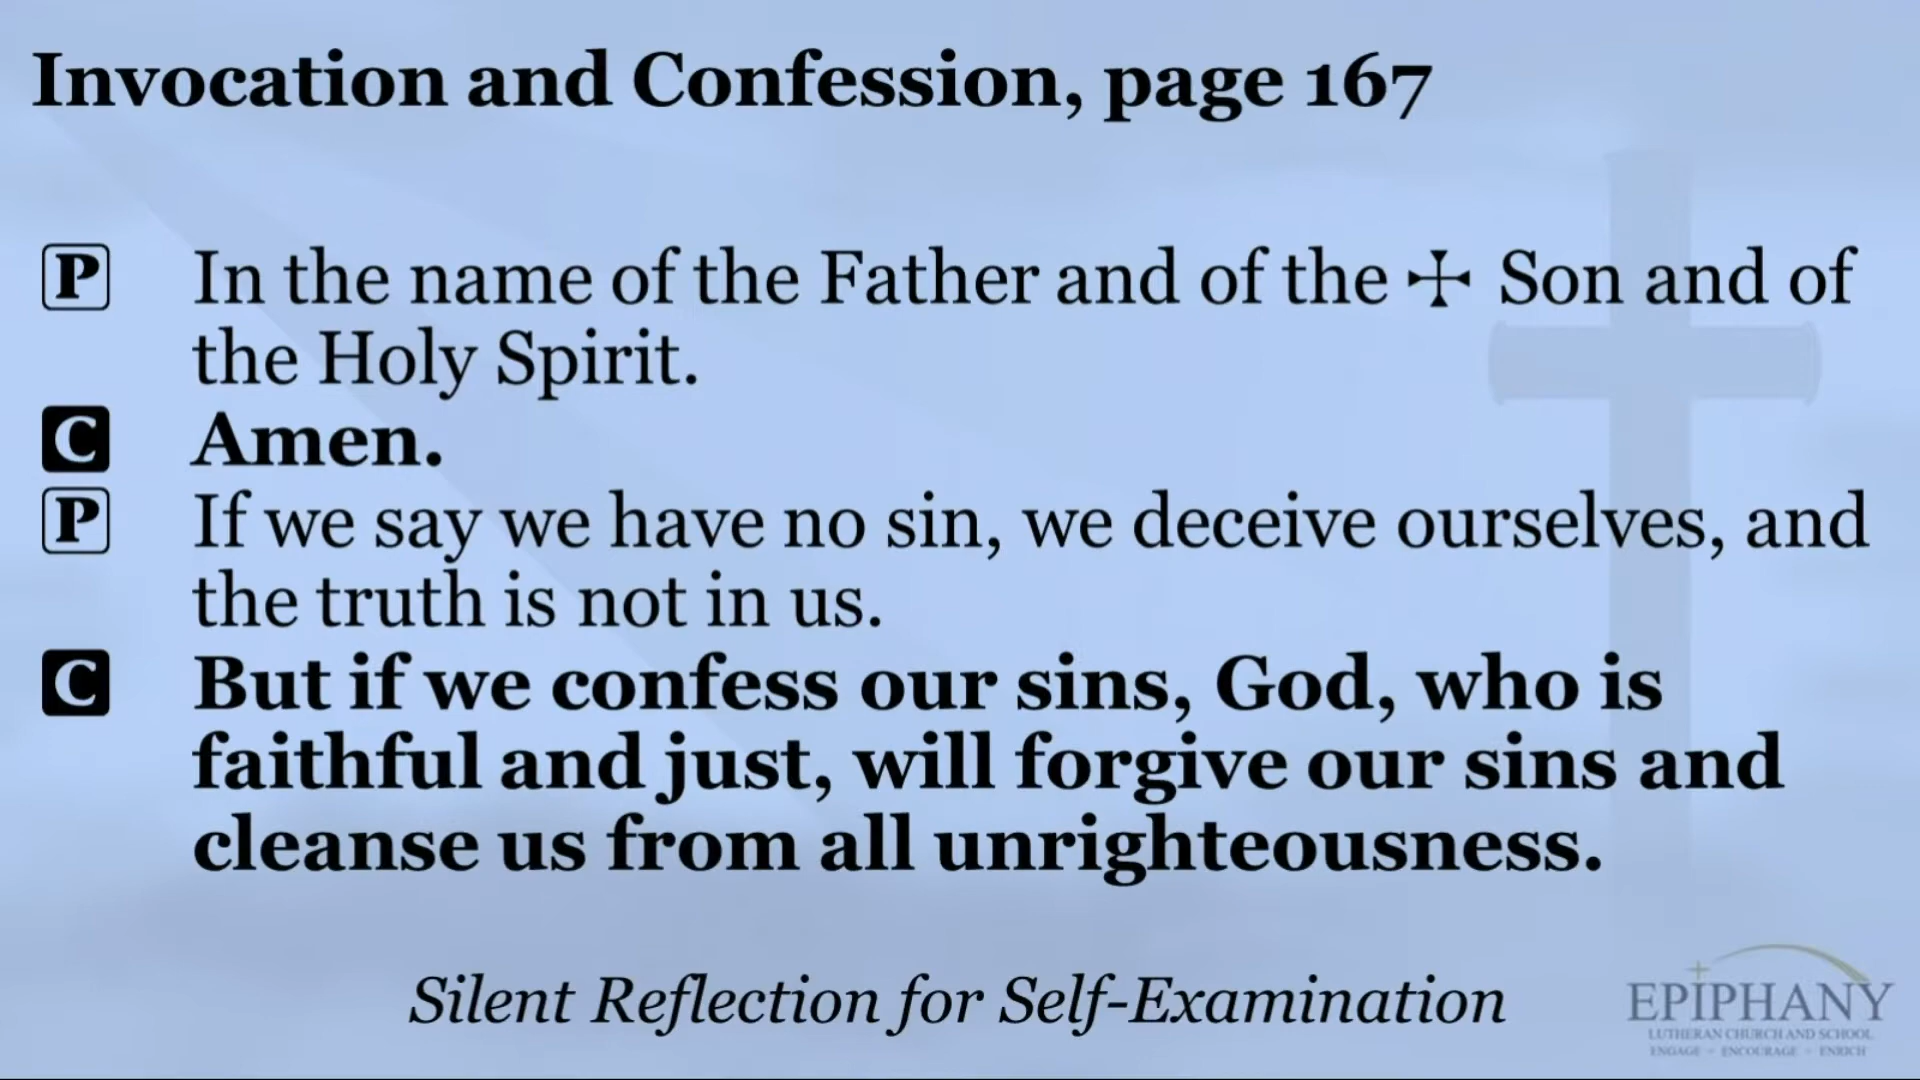 Invocation and Confession, page 167
P In the name of the Father and of the ☩ Son and of
the Holy Spirit.
C Amen.
P If we say we have no sin, we deceive ourselves, and
the truth is not in us.
C But if we confess our sins, God, who is
faithful and just, will forgive our sins and
cleanse us from all unrighteousness.
Silent Reflection for Self-Examination
EPIPHANY
LUTHERAN CHURCH AND SCHOOL
ENGAGE - ENCOURAGE - ENRICH